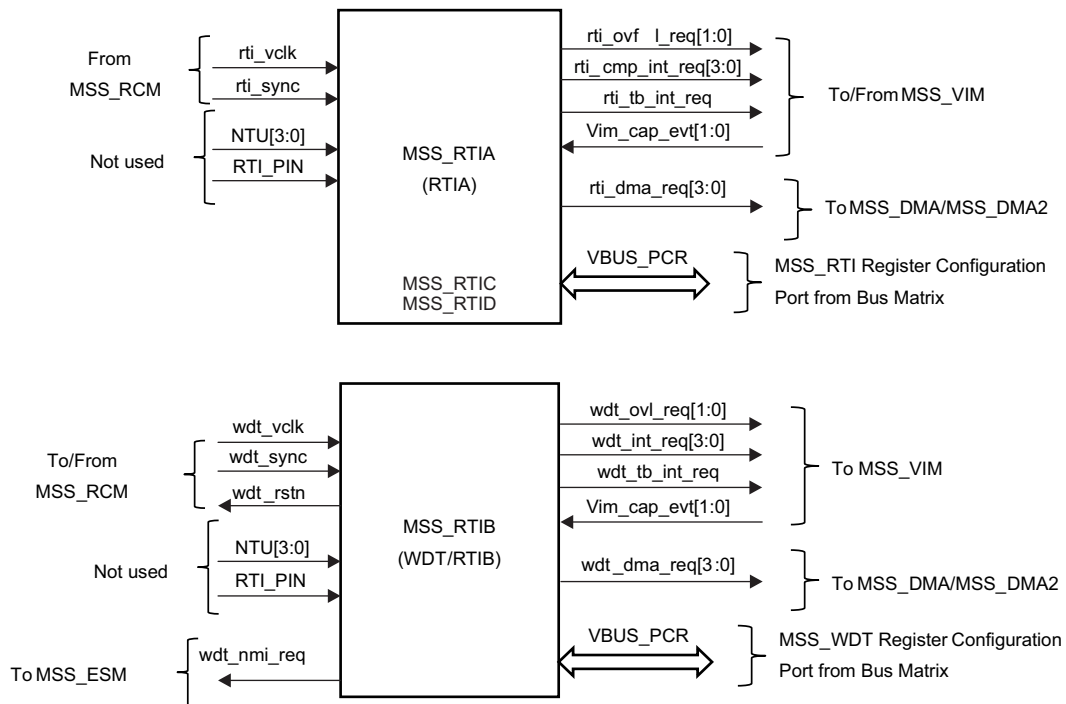 From
MSS_RCM
rti_vclk
rti_sync
Not used
NTU[3:0]
RTI_PIN
MSS_RTIA
(RTIA)
MSS_RTIC
MSS_RTID
rti_ovf l_req[1:0]
rti_cmp_int_req[3:0]
rti_tb_int_req
Vim_cap_evt[1:0]
To/From MSS_VIM
rti_dma_req[3:0]
To MSS_DMA/MSS_DMA2
VBUS_PCR
MSS_RTI Register Configuration
Port from Bus Matrix
To/From
MSS_RCM
wdt_vclk
wdt_sync
wdt_rstn
Not used
NTU[3:0]
RTI_PIN
To MSS_ESM
wdt_nmi_req
MSS_RTIB
(WDT/RTIB)
wdt_ovl_req[1:0]
wdt_int_req[3:0]
wdt_tb_int_req
Vim_cap_evt[1:0]
To MSS_VIM
wdt_dma_req[3:0]
To MSS_DMA/MSS_DMA2
VBUS_PCR
MSS_WDT Register Configuration
Port from Bus Matrix